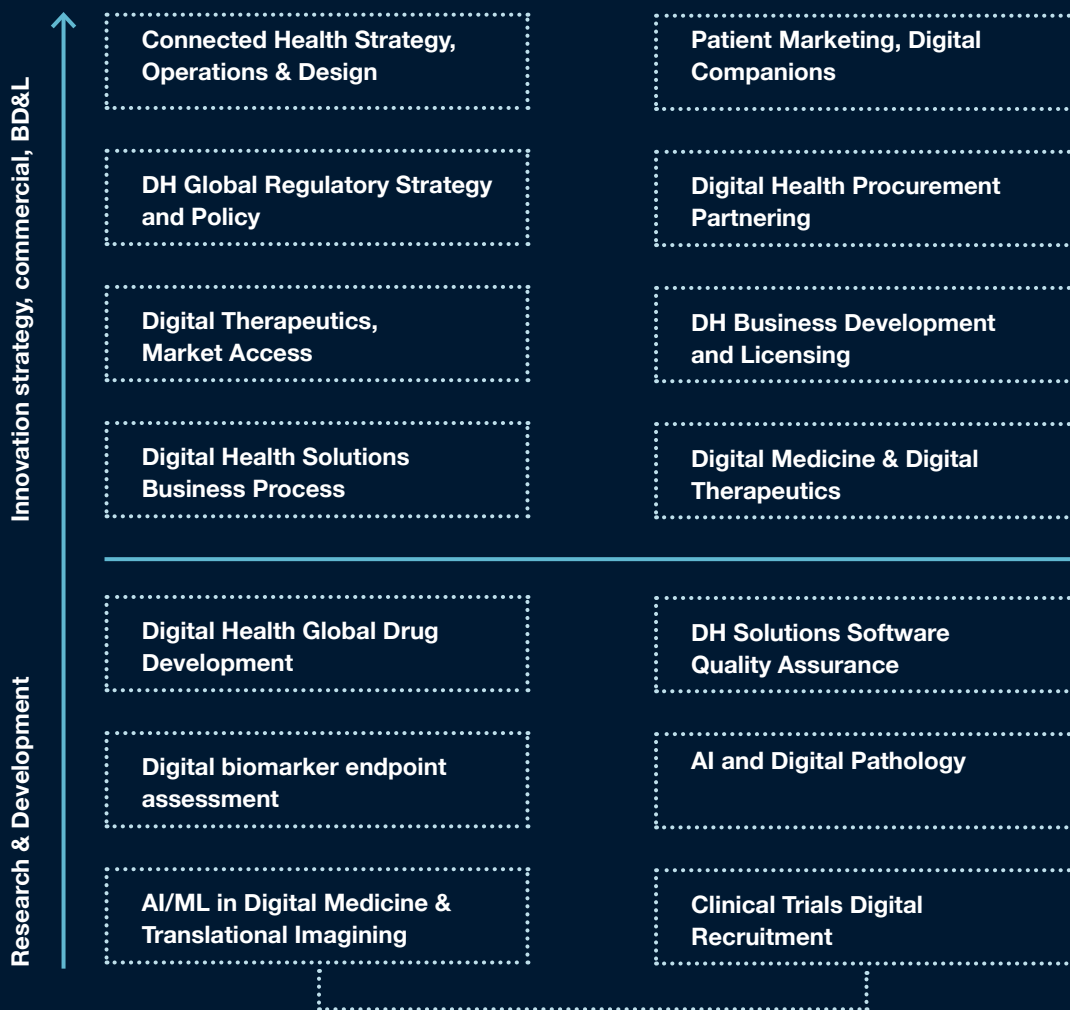 Innovation strategy, commercial, BD&L
Connected Health Strategy,
Operations & Design
Patient Marketing, Digital
Companions
DH Global Regulatory Strategy
and Policy
Digital Health Procurement
Partnering
Digital Therapeutics,
Market Access
DH Business Development
and Licensing
Digital Health Solutions
Business Process
Digital Medicine & Digital
Therapeutics
Research & Development
Digital Health Global Drug
Development
DH Solutions Software
Quality Assurance
Digital biomarker endpoint
assessment
AI and Digital Pathology
AI/ML in Digital Medicine &
Translational Imagining
Clinical Trials Digital
Recruitment